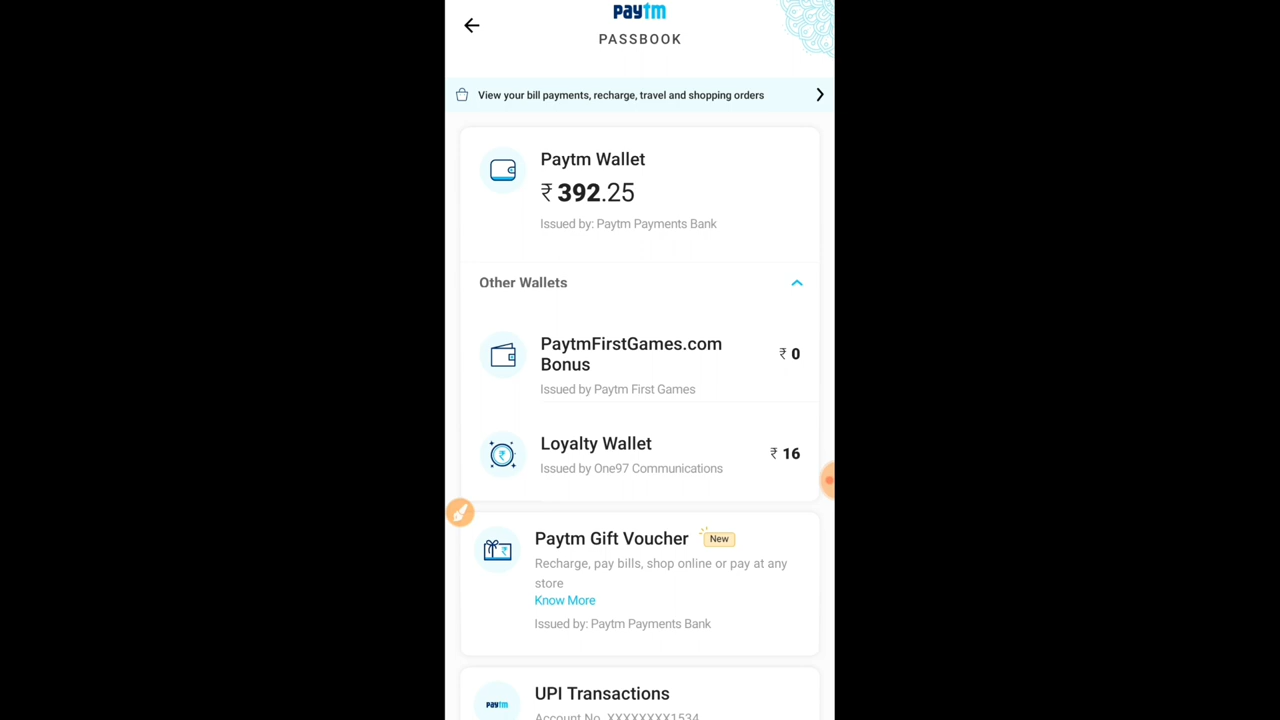 paytm
PASSBOOK
View your bill payments, recharge, travel and shopping orders
Paytm Wallet
₹ 392.25
Issued by: Paytm Payments Bank
Other Wallets
PaytmFirstGames.com
Bonus
₹ 0
Issued by Paytm First Games
Loyalty Wallet
₹ 16
Issued by One97 Communications
Paytm Gift Voucher New
Recharge, pay bills, shop online or pay at any
store
Know More
Issued by: Paytm Payments Bank
UPI Transactions
paytm
Account No. XXXXXXXX1534